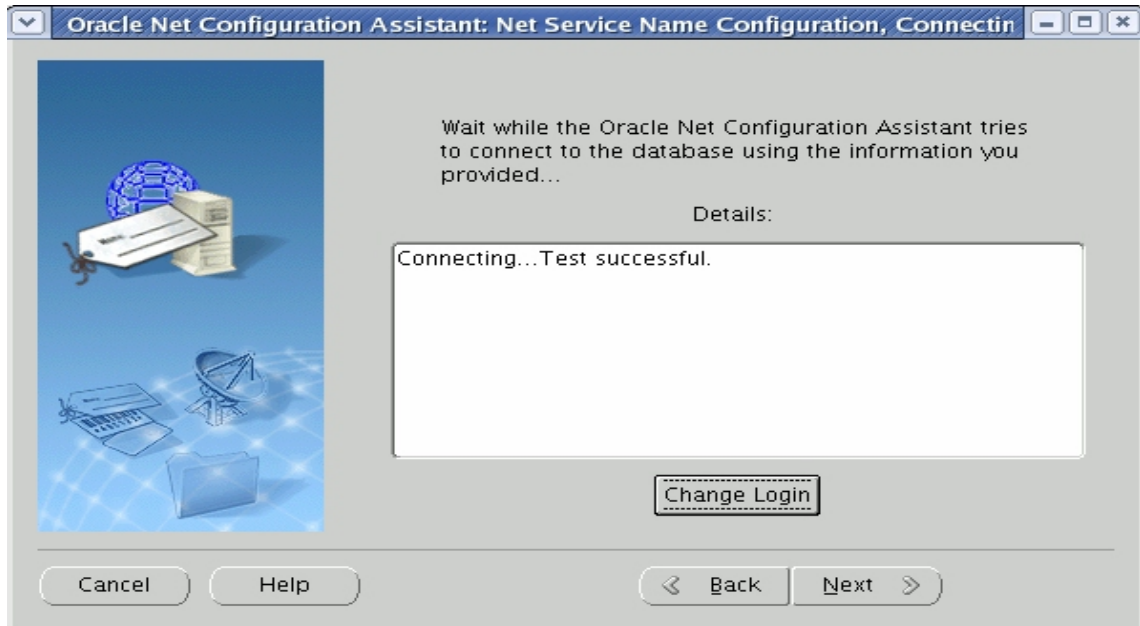 Oracle Net Configuration Assistant: Net Service Name Configuration, Connectin
Wait while the Oracle Net Configuration Assistant tries
to connect to the database using the information you
provided...
Details:
Connecting...Test successful.
Change Login
Cancel
Help
Back
Next